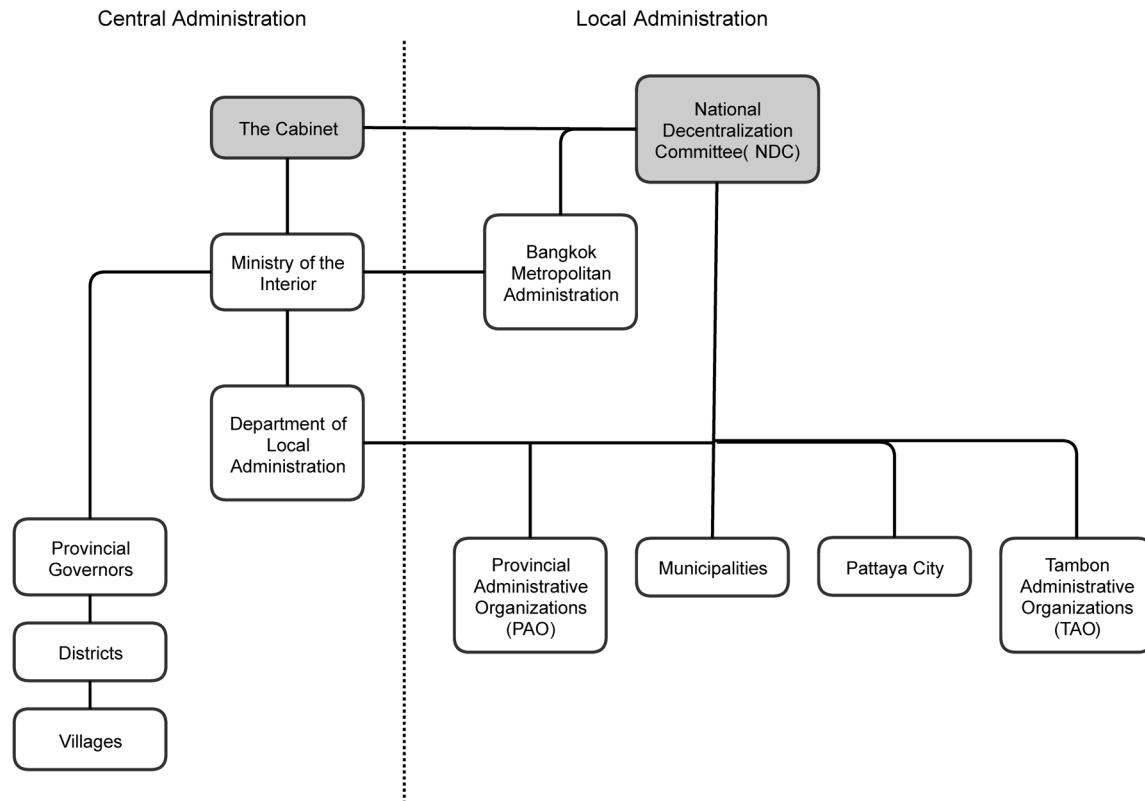 Central Administration
Local Administration
The Cabinet
National
Decentralization
Committee( NDC)
Ministry of the
Interior
Bangkok
Metropolitan
Administration
Department of
Local
Administration
Provincial
Governors
Districts
Villages
Provincial
Administrative
Organizations
(PAO)
Municipalities
Pattaya City
Tambon
Administrative
Organizations
(TAO)